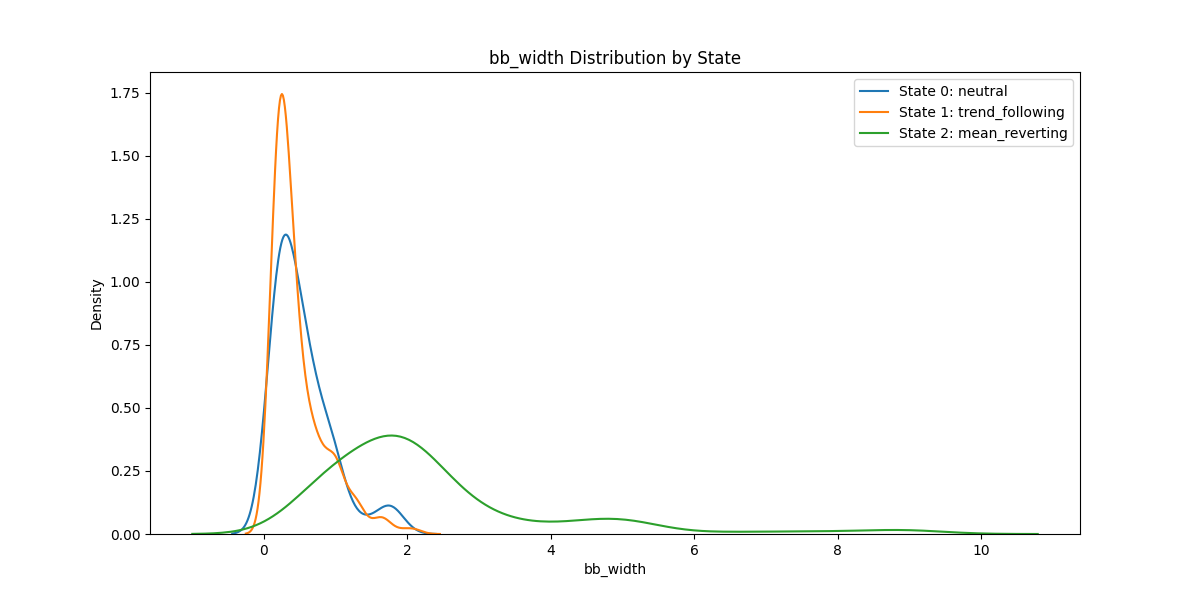 bb_width Distribution by State
State 0: neutral
State 1: trend_following
State 2: mean_reverting
Density
1.75
1.50
1.25
1.00
0.75
0.50
0.25
0.00
0 2 4 6 8 10
bb_width